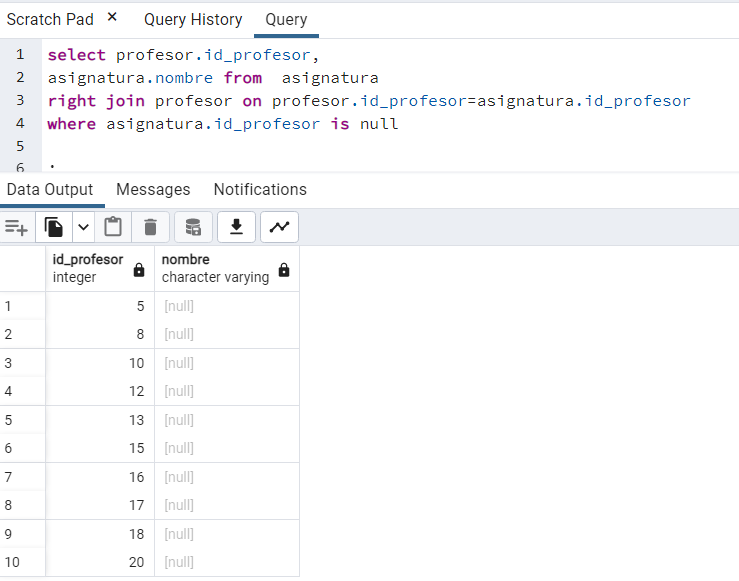 Scratch Pad × Query History Query
1 select profesor.id_profesor,
2 asignatura.nombre from  asignatura
3 right join profesor on profesor.id_profesor=asignatura.id_profesor
4 where asignatura.id_profesor is null
5
6 .
Data Output Messages Notifications
id_profesor nombre
integer character varying
1 5 [null]
2 8 [null]
3 10 [null]
4 12 [null]
5 13 [null]
6 15 [null]
7 16 [null]
8 17 [null]
9 18 [null]
10 20 [null]